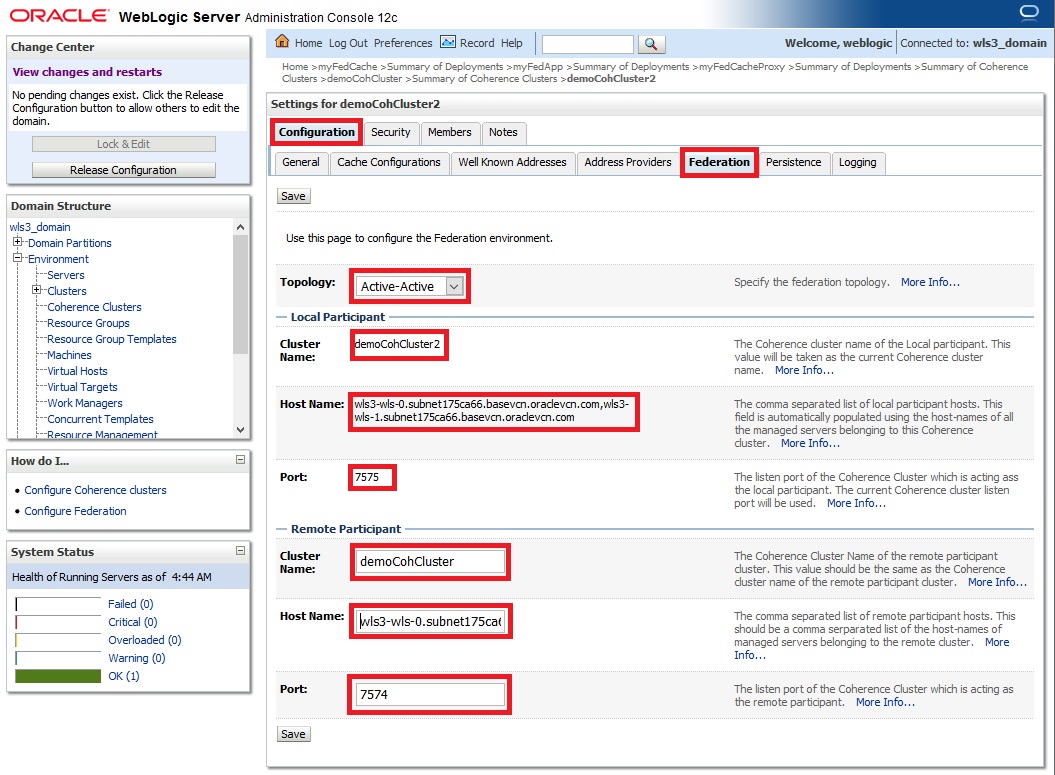 ORACLE WebLogic Server Administration Console 12c
Change Center
View changes and restarts
No pending changes exist. Click the Release
Configuration button to allow others to edit the
domain.
Lock & Edit
Release Configuration
Domain Structure
wls3_domain
Domain Partitions
Environment
Servers
Clusters
Coherence Clusters
Resource Groups
Resource Group Templates
Machines
Virtual Hosts
Virtual Targets
Work Managers
Concurrent Templates
Resource Management
How do I...
Configure Coherence clusters
Configure Federation
System Status
Health of Running Servers as of 4:44 AM
Failed (0)
Critical (0)
Overloaded (0)
Warning (0)
OK (1)
Home Log Out Preferences Record Help
Welcome, weblogic Connected to: wls3_domain
Home >myFedCache >Summary of Deployments >myFedApp >Summary of Deployments >myFedCacheProxy >Summary of Deployments >Summary of Coherence
Clusters >demoCohCluster >Summary of Coherence Clusters >demoCohCluster2
Settings for demoCohCluster2
Configuration Security Members Notes
General Cache Configurations Well Known Addresses Address Providers Federation Persistence Logging
Save
Use this page to configure the Federation environment.
Topology: Active-Active Specify the federation topology. More Info...
Local Participant
Cluster
Name:
demoCohCluster2
The Coherence cluster name of the Local participant. This
value will be taken as the current Coherence cluster
name. More Info...
Host Name:
wls3-wls-0.subnet175ca66.basevcn.oraclevcn.com,wls3-
wls-1.subnet175ca66.basevcn.oraclevcn.com
The comma separated list of local participant hosts. This
field is automatically populated using the host-names of all
the managed servers belonging to this Coherence
cluster. More Info...
Port:
7575
The listen port of the Coherence Cluster which is acting ass
the local participant. The current Coherence cluster listen
port will be used. More Info...
Remote Participant
Cluster
Name:
demoCohCluster
The Coherence Cluster Name of the remote participant
cluster. This value should be the same as the Coherence
cluster name of the remote participant cluster. More Info...
Host Name:
wls3-wls-0.subnet175ca6
The comma separated list of remote participant hosts. This
should be a comma serparated list of the host-names of
managed servers belonging to the remote cluster. More
Info...
Port:
7574
The listen port of the Coherence Cluster which is acting as
the remote participant. More Info...
Save